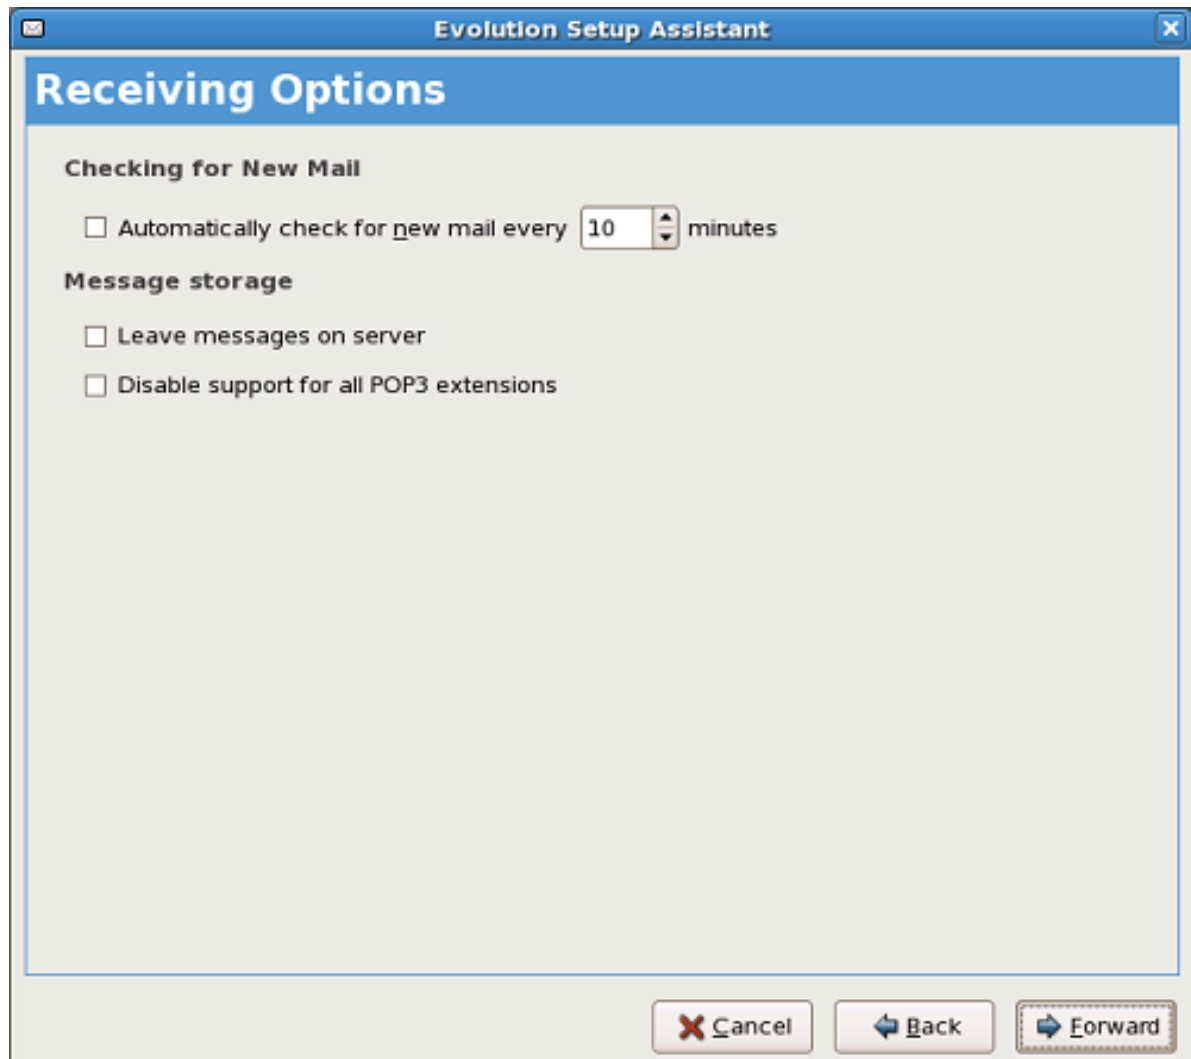 Evolution Setup Assistant
Receiving Options
Checking for New Mail
Automatically check for new mail every 10 minutes
Message storage
Leave messages on server
Disable support for all POP3 extensions
Cancel Back Forward